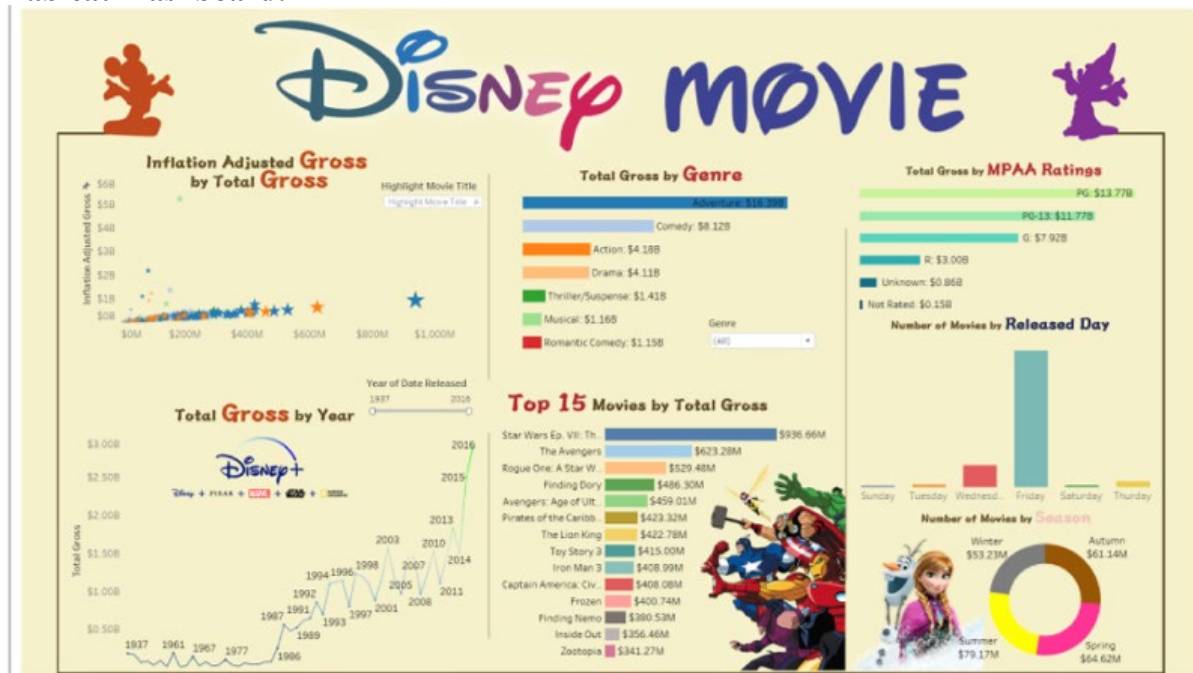 Disney MOVIE
Inflation Adjusted Gross
by Total Gross
Highlight Movie Title
Highlight Movie Title
Inflation Adjusted Gross
$6B
$5B
$4B
$3B
$2B
$1B
$0B
$0M
$200M
$400M
$600M
$800M
$1,000M
Total Gross by Genre
Adventure: $16.39B
Comedy: $8.12B
Action: $4.18B
Drama: $4.11B
Thriller/Suspense: $1.41B
Musical: $1.16B
Romantic Comedy: $1.15B
Genre
(All)
Total Gross by MPAA Ratings
PG: $13.77B
PG-13: $11.77B
G: $7.92B
R: $3.00B
Unknown: $0.86B
Not Rated: $0.15B
Number of Movies by Released Day
Sunday
Tuesday
Wednesd..
Friday
Saturday
Thurday
Year of Date Released
1937
2016
Total Gross by Year
Disney+
Disney + PIXAR + MARVEL +
Total Gross
$3.00B
$2.50B
$2.00B
$1.50B
$1.00B
$0.50B
1937
1961
1967
1977
1986
1987
1989
1991
1992
1993
1994
1996
1997
1998
2001
2003
2005
2007
2008
2010
2011
2013
2014
2015
2016
Top 15 Movies by Total Gross
Star Wars Ep. VII: Th.. $936.66M
The Avengers $623.28M
Rogue One: A Star W.. $529.48M
Finding Dory $486.30M
Avengers: Age of Ult.. $459.01M
Pirates of the Caribb.. $423.32M
The Lion King $422.78M
Toy Story 3 $415.00M
Iron Man 3 $408.99M
Captain America: Civ.. $408.08M
Frozen $400.74M
Finding Nemo $380.53M
Inside Out $356.46M
Zootopia $341.27M
Number of Movies by Season
Winter
$53.23M
Autumn
$61.14M
Summer
$79.17M
Spring
$64.62M